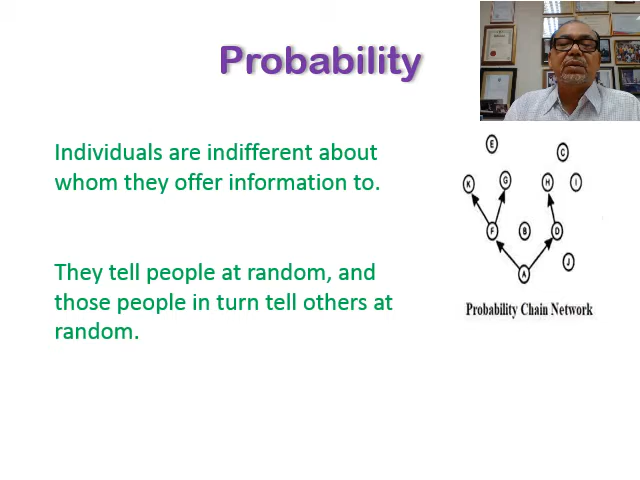 Probability
Individuals are indifferent about
whom they offer information to.
They tell people at random, and
those people in turn tell others at
random.
E
C
K
G
H
I
F
B
D
J
A
Probability Chain Network